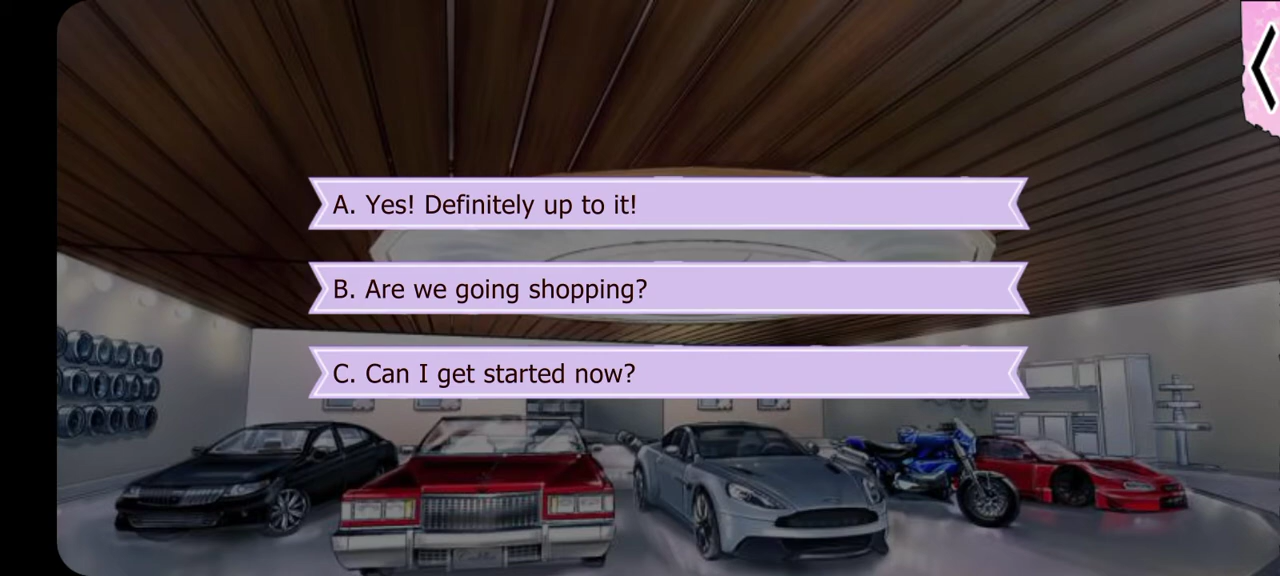 A. Yes! Definitely up to it!
B. Are we going shopping?
C. Can I get started now?